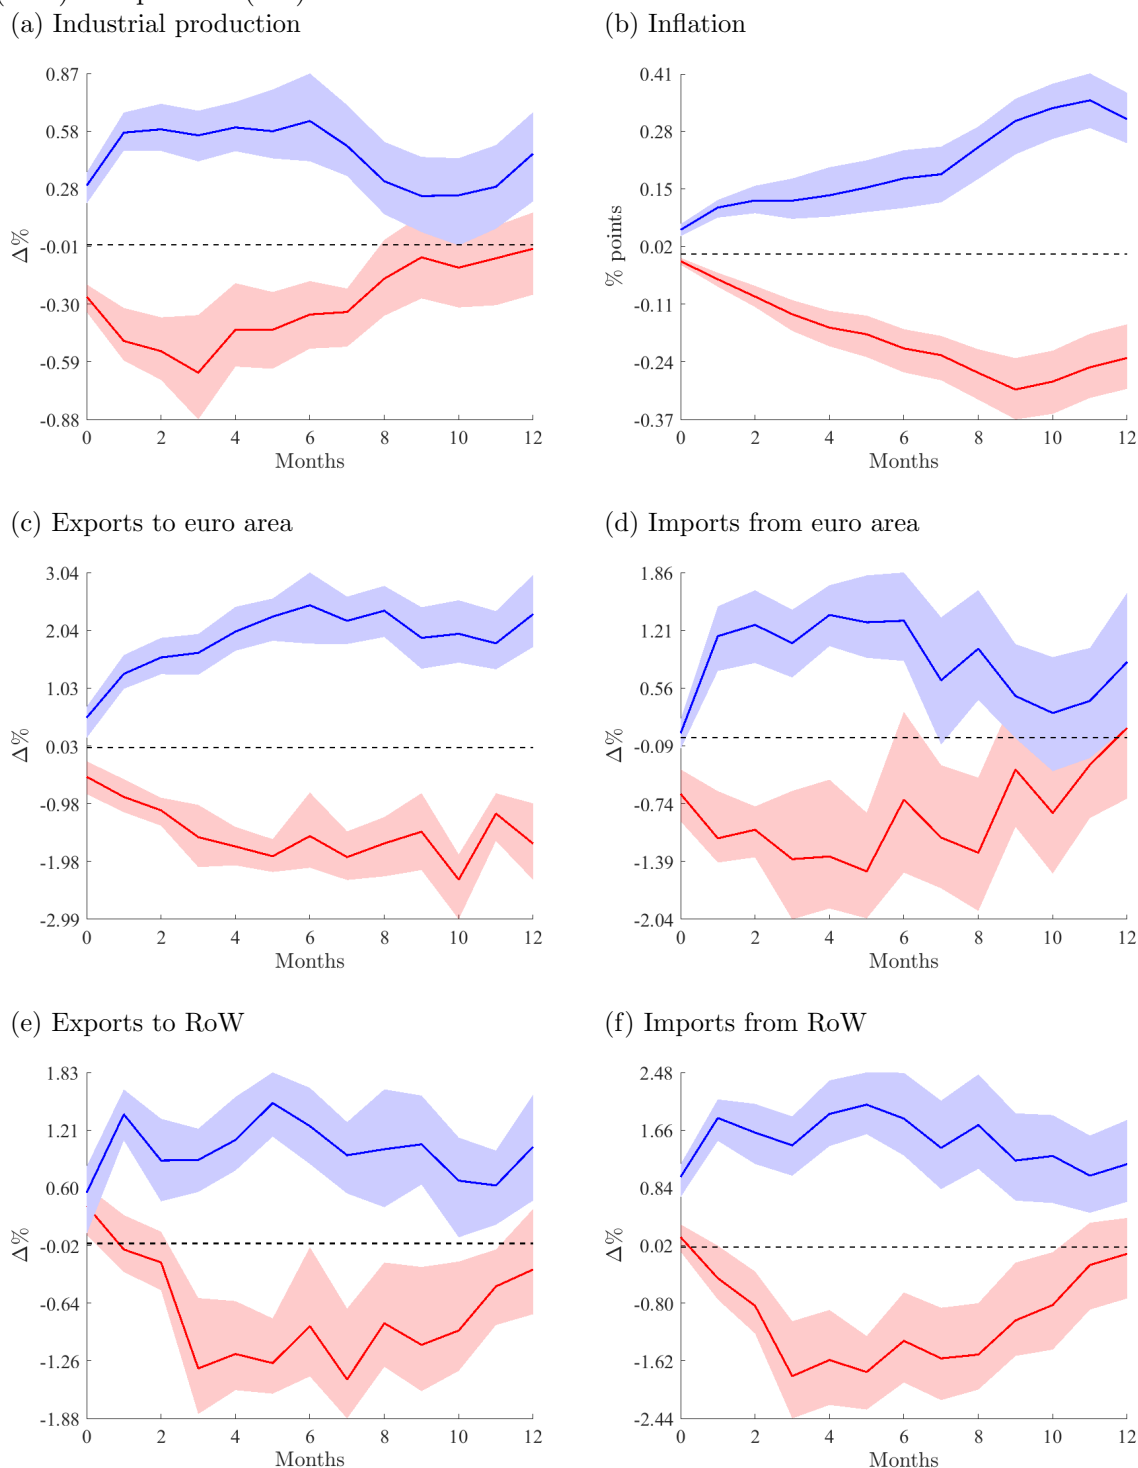 (a) Industrial production
(b) Inflation
0.87
0.58
0.28
-0.01
-0.30
-0.59
-0.88
Δ%
0 2 4 6 8 10 12
Months
0.41
0.28
0.15
0.02
-0.11
-0.24
-0.37
% points
0 2 4 6 8 10 12
Months
(c) Exports to euro area
(d) Imports from euro area
3.04
2.04
1.03
0.03
-0.98
-1.98
-2.99
Δ%
0 2 4 6 8 10 12
Months
1.86
1.21
0.56
-0.09
-0.74
-1.39
-2.04
Δ%
0 2 4 6 8 10 12
Months
(e) Exports to RoW
(f) Imports from RoW
1.83
1.21
0.60
-0.02
-0.64
-1.26
-1.88
Δ%
0 2 4 6 8 10 12
Months
2.48
1.66
0.84
0.02
-0.80
-1.62
-2.44
Δ%
0 2 4 6 8 10 12
Months